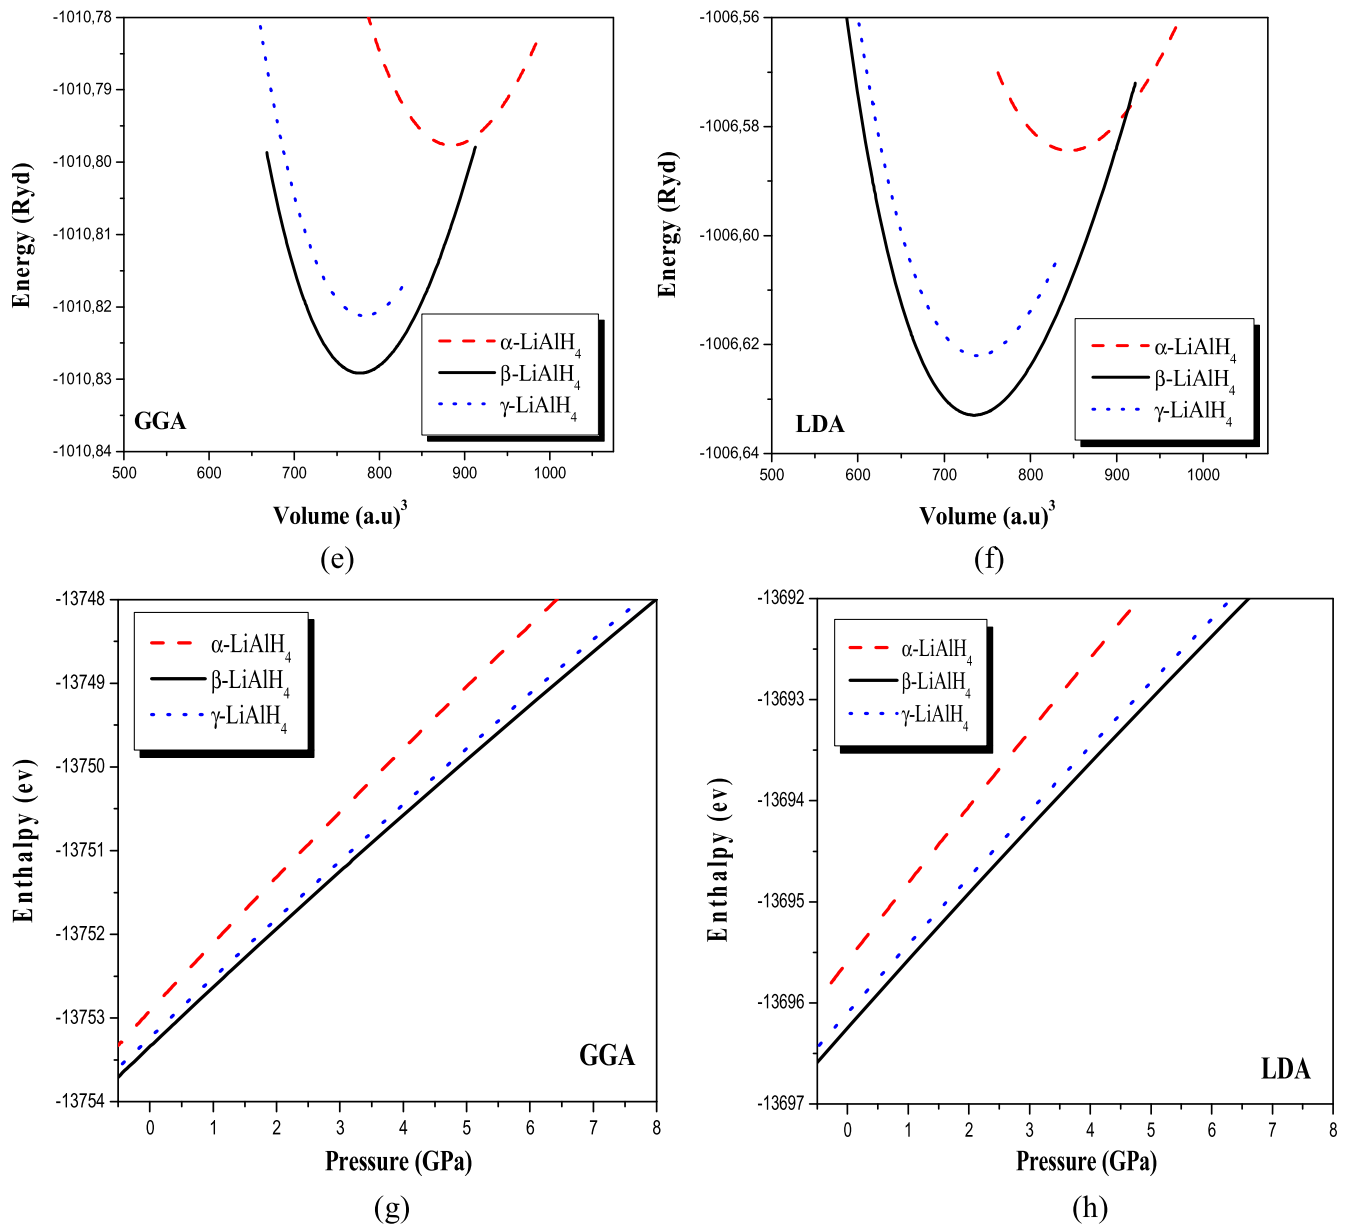 -1010,78
-1010,79
-1010,80
-1010,81
-1010,82
-1010,83
-1010,84
Energy (Ryd)
500 600 700 800 900 1000
Volume (a.u)³
α-LiAlH₄
β-LiAlH₄
γ-LiAlH₄
GGA
(e)
-1006,56
-1006,58
-1006,60
-1006,62
-1006,64
Energy (Ryd)
500 600 700 800 900 1000
Volume (a.u)³
α-LiAlH₄
β-LiAlH₄
γ-LiAlH₄
LDA
(f)
-13748
-13749
-13750
-13751
-13752
-13753
-13754
Enthalpy (ev)
0 1 2 3 4 5 6 7 8
Pressure (GPa)
α-LiAlH₄
β-LiAlH₄
γ-LiAlH₄
GGA
(g)
-13692
-13693
-13694
-13695
-13696
-13697
Enthalpy (ev)
0 1 2 3 4 5 6 7 8
Pressure (GPa)
α-LiAlH₄
β-LiAlH₄
γ-LiAlH₄
LDA
(h)